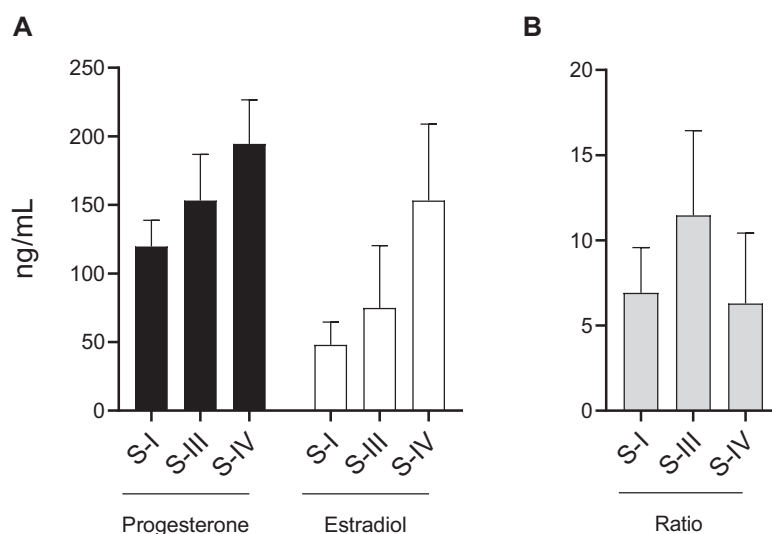 A
B
ng/mL
250
200
150
100
50
0
S-I
S-III
S-IV
S-I
S-III
S-IV
Progesterone
Estradiol
20
15
10
5
0
S-I
S-III
S-IV
Ratio